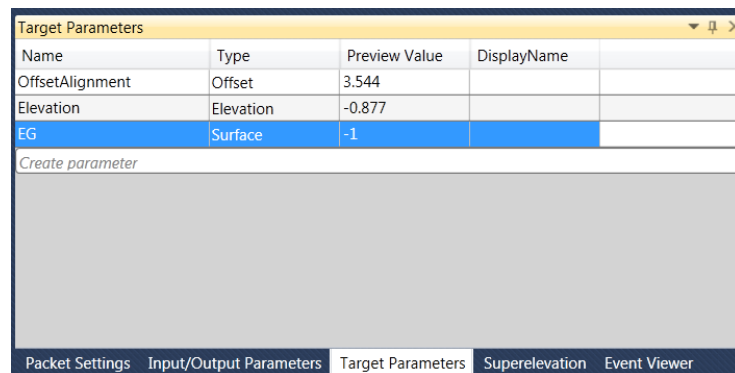 Target Parameters
Name Type Preview Value DisplayName
OffsetAlignment Offset 3.544
Elevation Elevation -0.877
EG Surface -1
Create parameter
Packet Settings Input/Output Parameters Target Parameters Superelevation Event Viewer